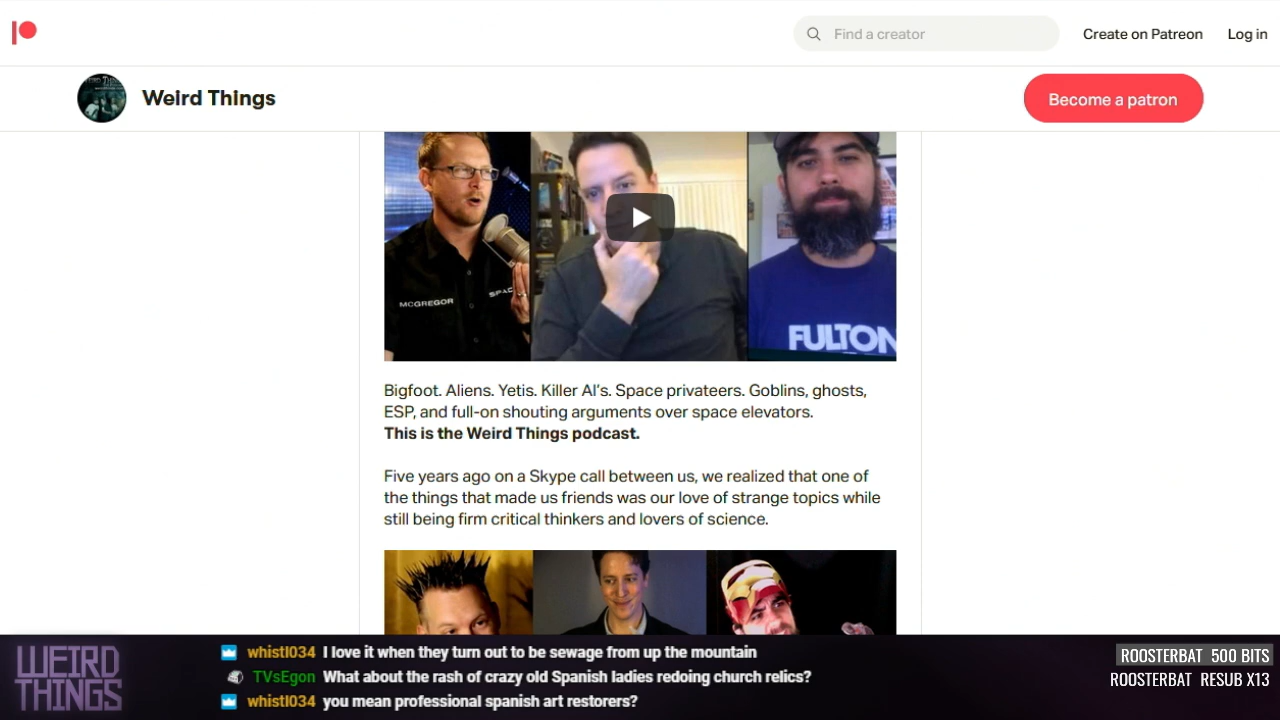 Find a creator
Create on Patreon
Log in
Weird Things
Become a patron
MCGREGOR
SPAC
FULTON
Bigfoot. Aliens. Yetis. Killer AI's. Space privateers. Goblins, ghosts,
ESP, and full-on shouting arguments over space elevators.
This is the Weird Things podcast.
Five years ago on a Skype call between us, we realized that one of
the things that made us friends was our love of strange topics while
still being firm critical thinkers and lovers of science.
WEIRD
THINGS
whistl034 I love it when they turn out to be sewage from up the mountain
TVsEgon What about the rash of crazy old Spanish ladies redoing church relics?
whistl034 you mean professional spanish art restorers?
ROOSTERBAT 500 BITS
ROOSTERBAT RESUB X13